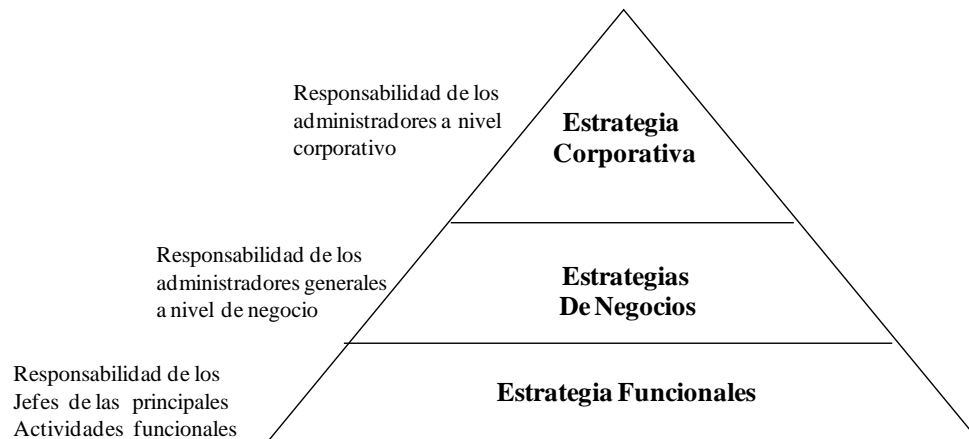 Responsabilidad de los
administradores a nivel
corporativo
Estrategia
Corporativa
Responsabilidad de los
administradores generales
a nivel de negocio
Estrategias
De Negocios
Responsabilidad de los
Jefes de las principales
Actividades funcionales
Estrategia Funcionales